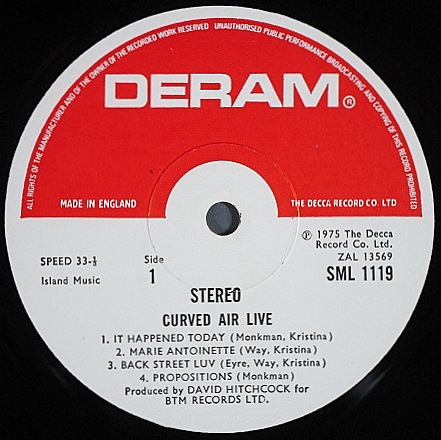 ALL RIGHTS OF THE MANUFACTURER AND OF THE OWNER OF THE RECORDED WORK RESERVED UNAUTHORISED PUBLIC PERFORMANCE BROADCASTING AND COPYING OF THIS RECORD PROHIBITED
DERAM®
MADE IN ENGLAND
THE DECCA RECORD CO. LTD
SPEED 33-⅓
Island Music
Side
1
℗ 1975 The Decca
Record Co. Ltd.
ZAL 13569
SML 1119
STEREO
CURVED AIR LIVE
1. IT HAPPENED TODAY (Monkman, Kristina)
2. MARIE ANTOINETTE (Way, Kristina)
3. BACK STREET LUV (Eyre, Way, Kristina)
4. PROPOSITIONS (Monkman)
Produced by DAVID HITCHCOCK for
BTM RECORDS LTD.